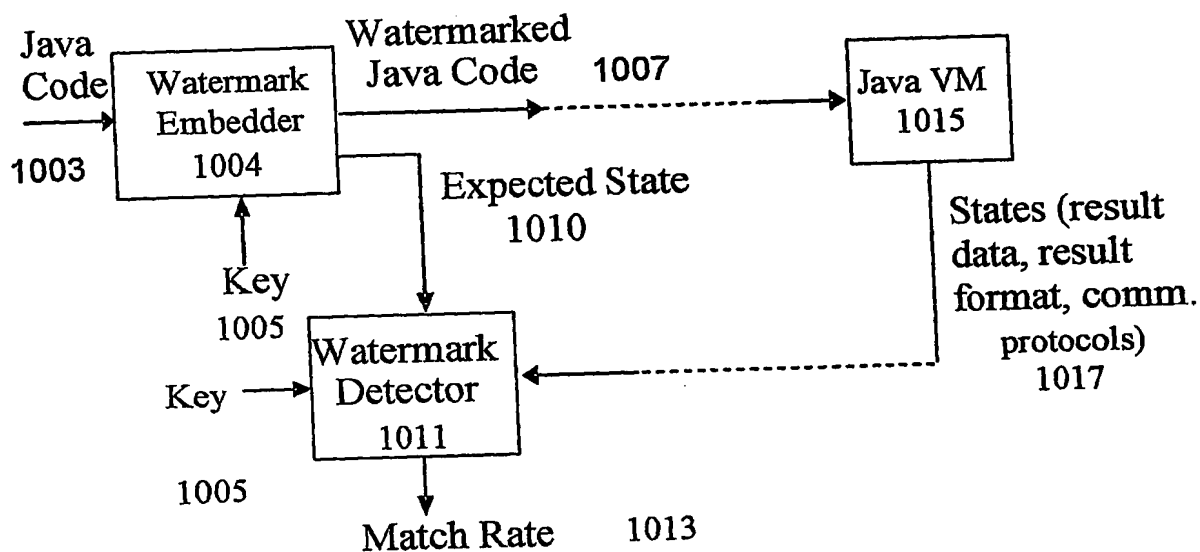 Java
Code
1003
Watermark
Embedder
1004
Watermarked
Java Code
1007
Java VM
1015
Expected State
1010
Key
1005
States (result
data, result
format, comm.
protocols)
1017
Watermark
Detector
1011
Key
1005
Match Rate
1013